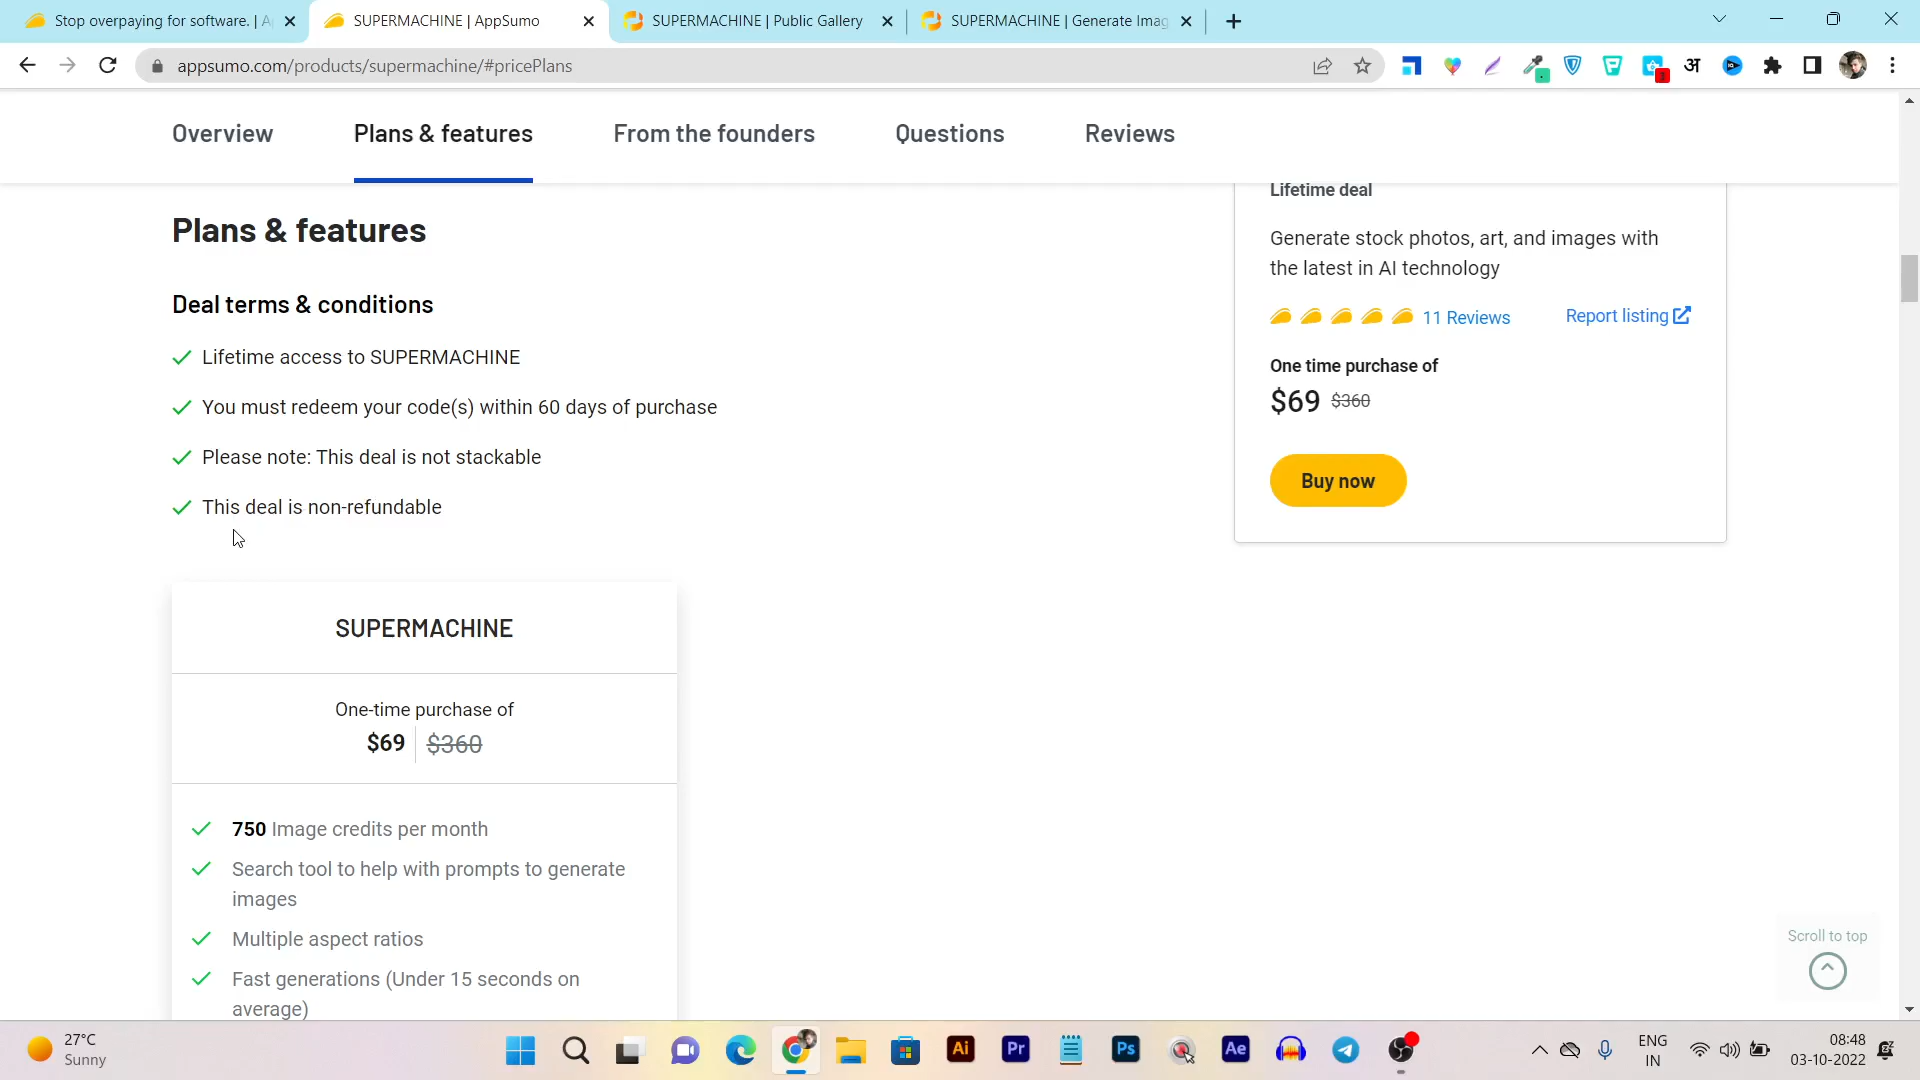 Stop overpaying for software. | A
SUPERMACHINE | AppSumo
SUPERMACHINE | Public Gallery
SUPERMACHINE | Generate Imag
appsumo.com/products/supermachine/#pricePlans
Overview
Plans & features
From the founders
Questions
Reviews
Plans & features
Deal terms & conditions
Lifetime access to SUPERMACHINE
You must redeem your code(s) within 60 days of purchase
Please note: This deal is not stackable
This deal is non-refundable
SUPERMACHINE
One-time purchase of
$69 $360
750 Image credits per month
Search tool to help with prompts to generate
images
Multiple aspect ratios
Fast generations (Under 15 seconds on
average)
Lifetime deal
Generate stock photos, art, and images with
the latest in AI technology
11 Reviews
Report listing
One time purchase of
$69 $360
Buy now
Scroll to top
27°C
Sunny
Ai
Pr
Ps
Ae
ENG
IN
08:48
03-10-2022